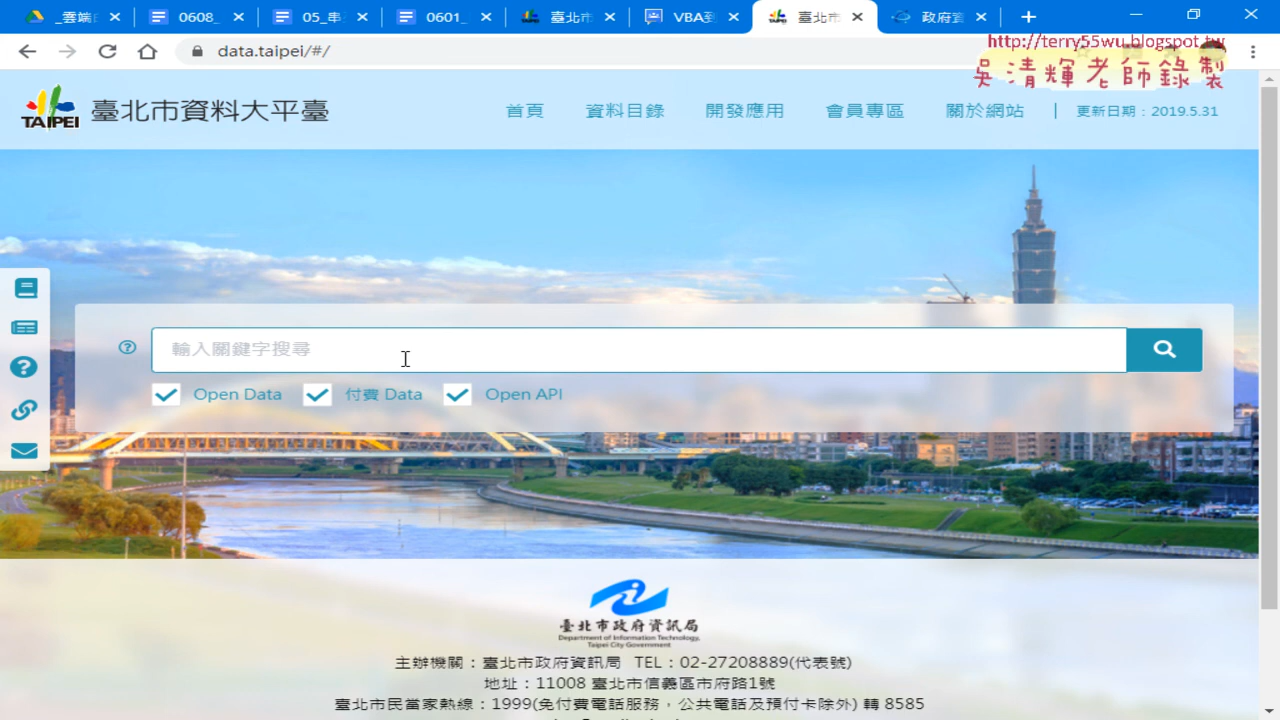 _雲端
0608_
05_串
0601_
臺北市
VBA到
臺北市
政府資
data.taipei/#/
http://terry55wu.blogspot.tw
吳清輝老師錄製
TAIPEI
臺北市資料大平臺
首頁
資料目錄
開發應用
會員專區
關於網站
更新日期：2019.5.31
輸入關鍵字搜尋
Open Data
付費 Data
Open API
臺北市政府資訊局
Department of Information Technology,
Taipei City Government
主辦機關：臺北市政府資訊局 TEL：02-27208889(代表號)
地址：11008 臺北市信義區市府路1號
臺北市民當家熱線：1999(免付費電話服務，公共電話及預付卡除外) 轉 8585